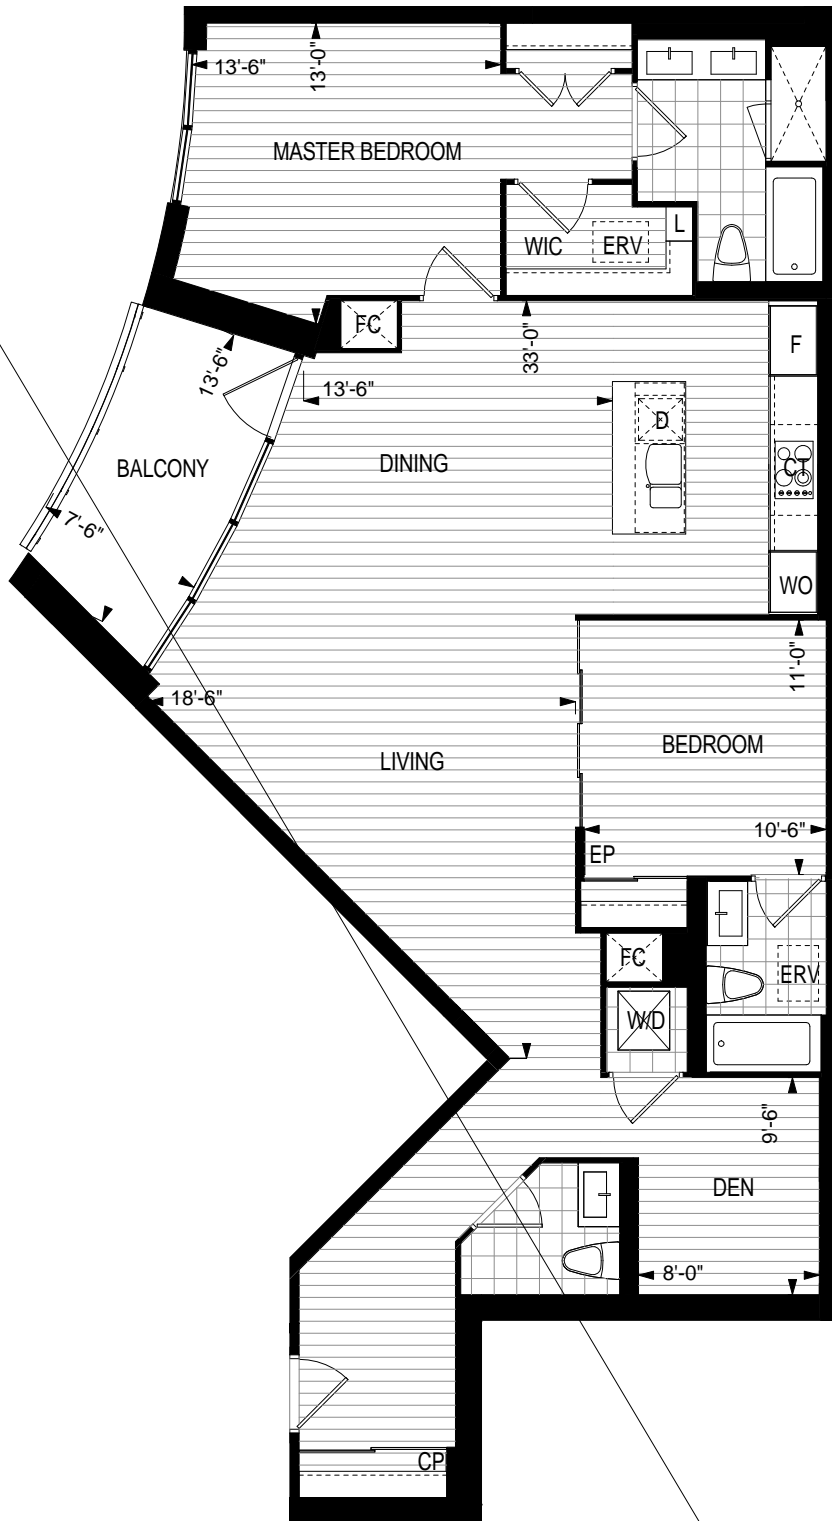 13'-6"
13'-0"
MASTER BEDROOM
L
WIC
ERV
FC
F
33'-0"
13'-6"
13'-6"
D
BALCONY
DINING
CT
7'-6"
WO
11'-0"
18'-6"
BEDROOM
LIVING
10'-6"
EP
FC
ERV
W/D
9'-6"
DEN
8'-0"
CP